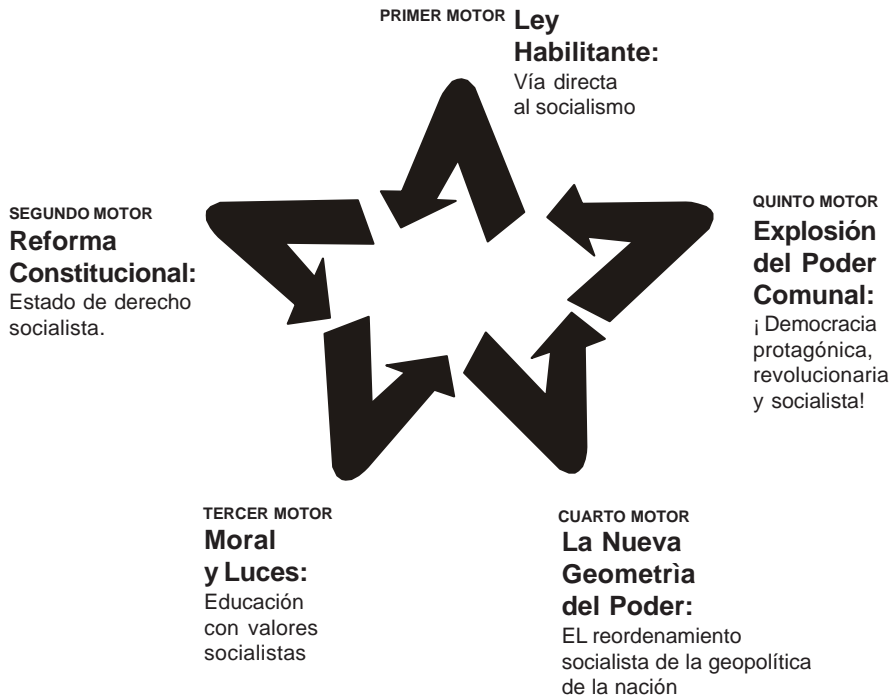 PRIMER MOTOR Ley
Habilitante:
Vía directa
al socialismo
SEGUNDO MOTOR
Reforma
Constitucional:
Estado de derecho
socialista.
TERCER MOTOR
Moral
y Luces:
Educación
con valores
socialistas
CUARTO MOTOR
La Nueva
Geometrìa
del Poder:
EL reordenamiento
socialista de la geopolítica
de la nación
QUINTO MOTOR
Explosión
del Poder
Comunal:
¡ Democracia
protagónica,
revolucionaria
y socialista!